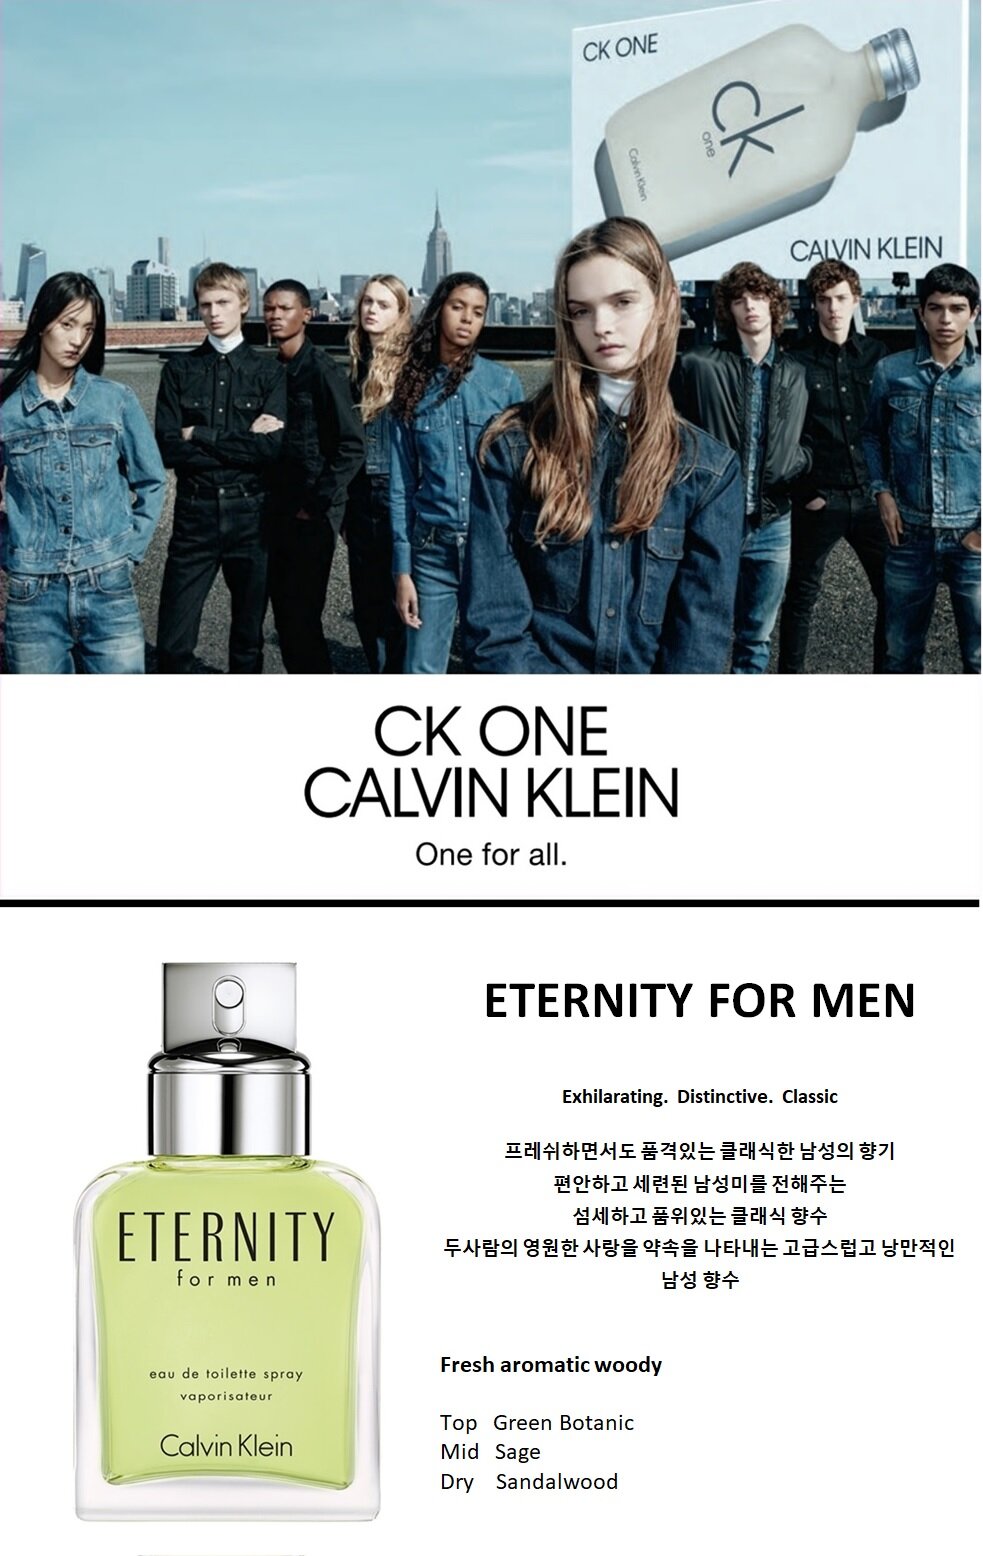 CK ONE
ck
one
Calvin Klein
CALVIN KLEIN
CK ONE
CALVIN KLEIN
One for all.
ETERNITY FOR MEN
Exhilarating. Distinctive. Classic
프레쉬하면서도 품격있는 클래식한 남성의 향기
편안하고 세련된 남성미를 전해주는
섬세하고 품위있는 클래식 향수
두사람의 영원한 사랑을 약속을 나타내는 고급스럽고 낭만적인
남성 향수
ETERNITY
for men
eau de toilette spray
vaporisateur
Calvin Klein
Fresh aromatic woody
Top Green Botanic
Mid Sage
Dry Sandalwood